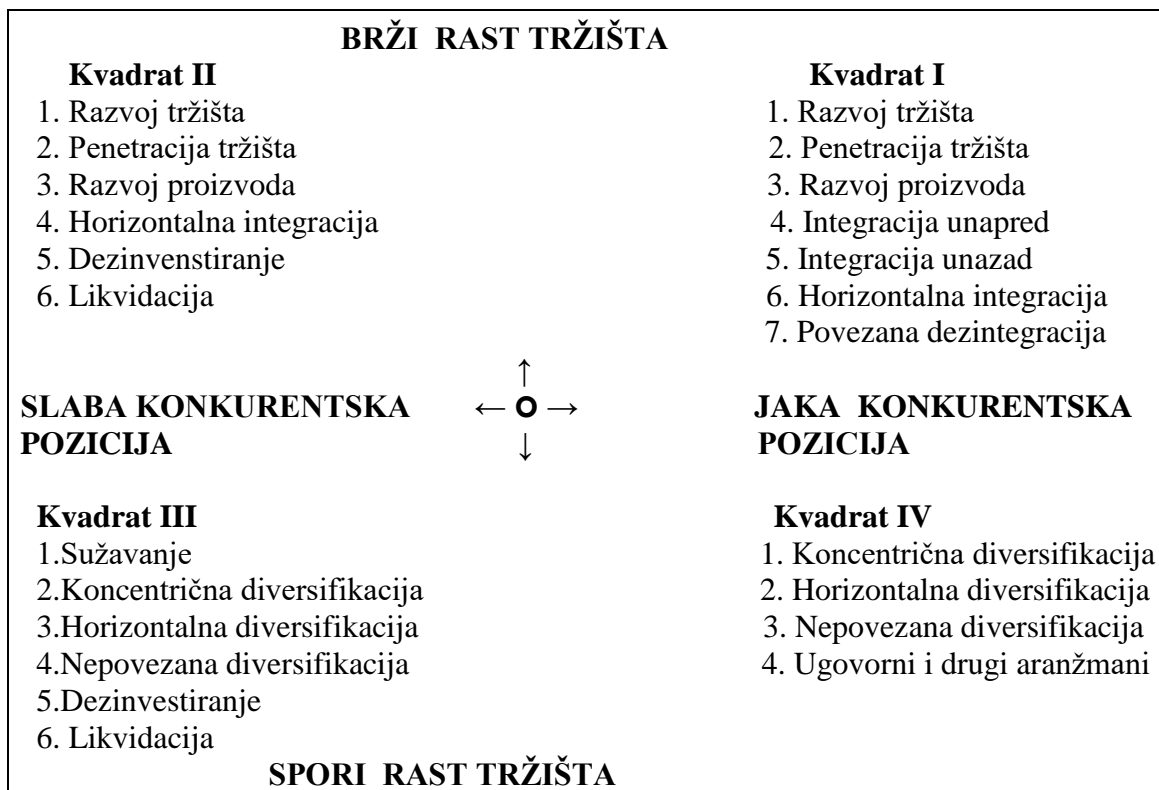 BRŽI RAST TRŽIŠTA
Kvadrat II
1. Razvoj tržišta
2. Penetracija tržišta
3. Razvoj proizvoda
4. Horizontalna integracija
5. Dezinvenstiranje
6. Likvidacija
Kvadrat I
1. Razvoj tržišta
2. Penetracija tržišta
3. Razvoj proizvoda
4. Integracija unapred
5. Integracija unazad
6. Horizontalna integracija
7. Povezana dezintegracija
↑
SLABA KONKURENTSKA
POZICIJA
← O →
↓
JAKA KONKURENTSKA
POZICIJA
Kvadrat III
1.Sužavanje
2.Koncentrična diversifikacija
3.Horizontalna diversifikacija
4.Nepovezana diversifikacija
5.Dezinvestiranje
6. Likvidacija
Kvadrat IV
1. Koncentrična diversifikacija
2. Horizontalna diversifikacija
3. Nepovezana diversifikacija
4. Ugovorni i drugi aranžmani
SPORI RAST TRŽIŠTA